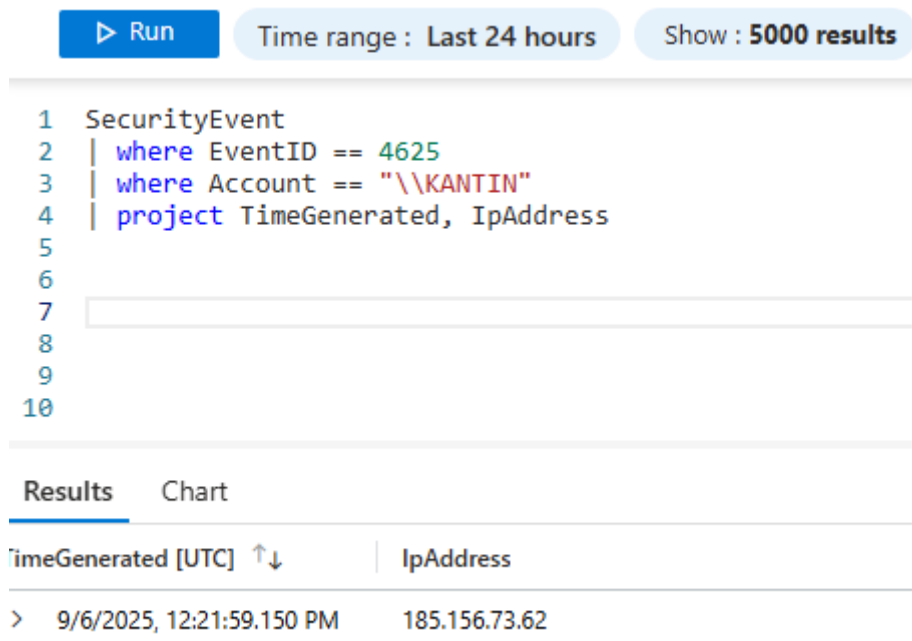 Run Time range : Last 24 hours Show : 5000 results
1 SecurityEvent
2 | where EventID == 4625
3 | where Account == "\\KANTIN"
4 | project TimeGenerated, IpAddress
5
6
7
8
9
10
Results Chart
TimeGenerated [UTC] ↑↓ IpAddress
> 9/6/2025, 12:21:59.150 PM 185.156.73.62